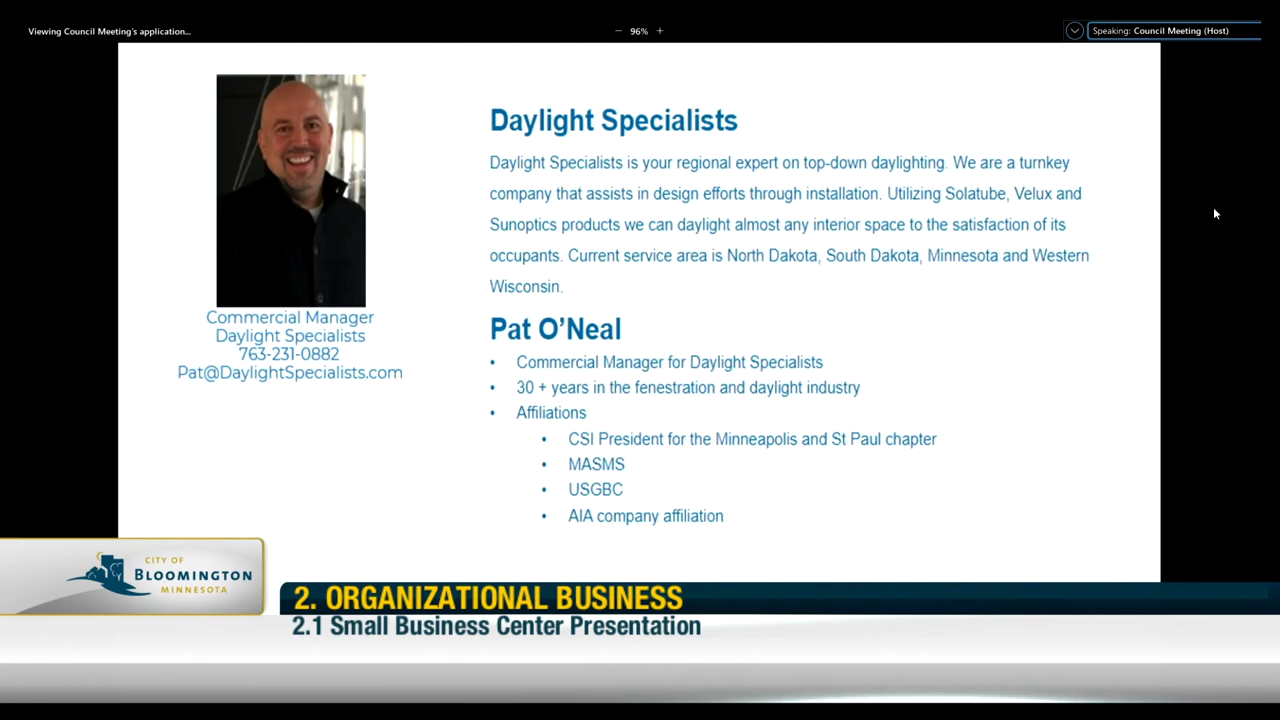 Viewing Council Meeting's application...
− 96% +
Speaking: Council Meeting (Host)
Commercial Manager
Daylight Specialists
763-231-0882
Pat@DaylightSpecialists.com
Daylight Specialists
Daylight Specialists is your regional expert on top-down daylighting. We are a turnkey
company that assists in design efforts through installation. Utilizing Solatube, Velux and
Sunoptics products we can daylight almost any interior space to the satisfaction of its
occupants. Current service area is North Dakota, South Dakota, Minnesota and Western
Wisconsin.
Pat O’Neal
• Commercial Manager for Daylight Specialists
• 30 + years in the fenestration and daylight industry
• Affiliations
• CSI President for the Minneapolis and St Paul chapter
• MASMS
• USGBC
• AIA company affiliation
CITY OF
BLOOMINGTON
MINNESOTA
2. ORGANIZATIONAL BUSINESS
2.1 Small Business Center Presentation